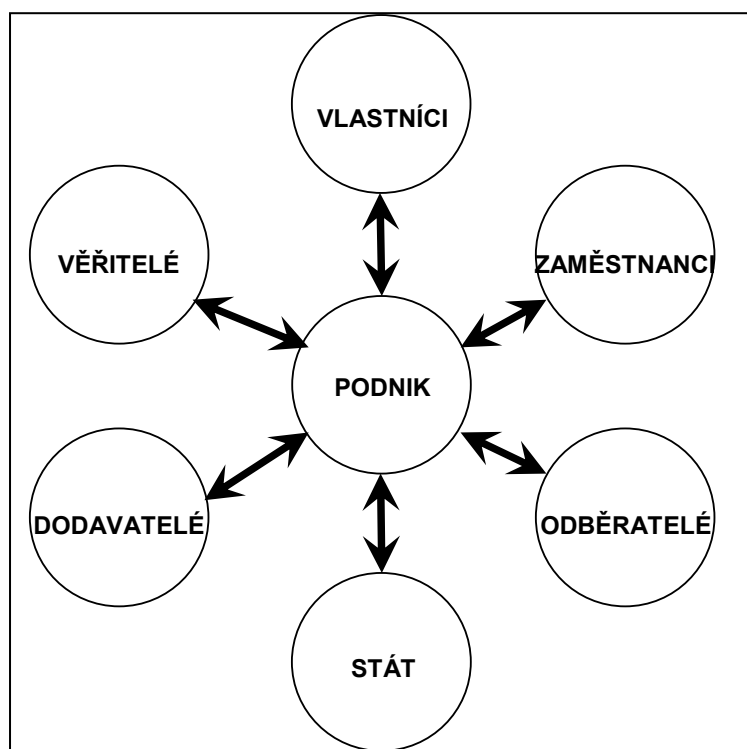 VLASTNÍCI
VĚŘITELÉ
ZAMĚSTNANCI
PODNIK
DODAVATELÉ
ODBĚRATELÉ
STÁT